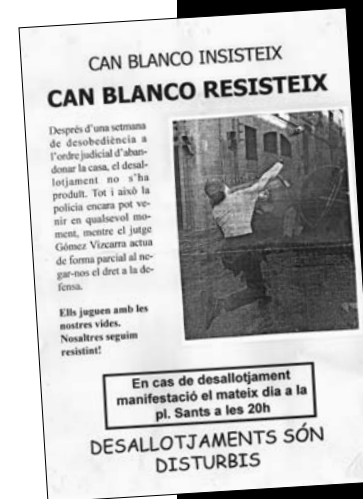 CAN BLANCO INSISTEIX
CAN BLANCO RESISTEIX
Després d'una setmana
de desobediència a
l'ordre judicial d'aban-
donar la casa, el desal-
lotjament no s'ha
produït. Tot i això la
policia encara pot ve-
nir en qualsevol mo-
ment, mentre el jutge
Gómez Vizcarra actua
de forma parcial al ne-
gar-nos el dret a la de-
fensa.
Ells juguen amb les
nostres vides.
Nosaltres seguim
resistint!
En cas de desallotjament
manifestació el mateix dia a la
pl. Sants a les 20h
DESALLOTJAMENTS SÓN
DISTURBIS